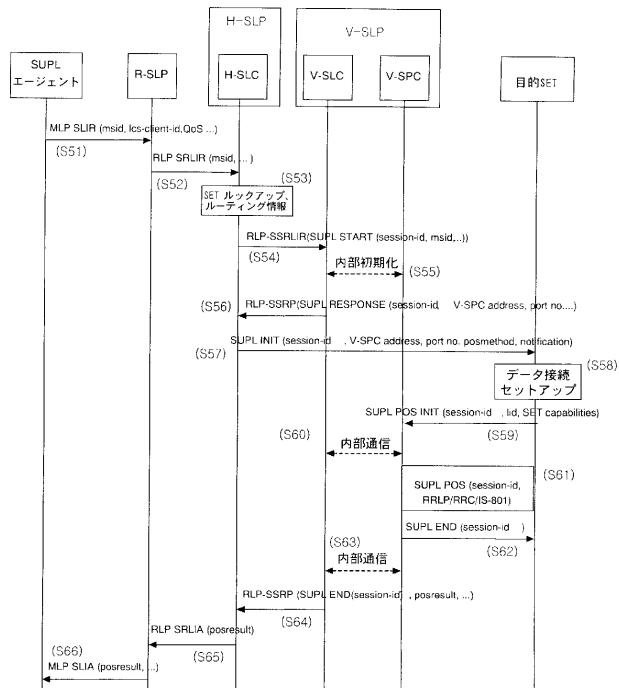 H-SLP
V-SLP
SUPL
エージェント
R-SLP
H-SLC
V-SLC
V-SPC
目的SET
MLP SLIR (msid, lcs-client-id,QoS ...)
(S51)
RLP SRLIR (msid, ...)
(S52)
(S53)
SET ルックアップ、
ルーティング情報
RLP-SSRLIR(SUPL START (session-id, msid,..))
(S54)
内部初期化
(S55)
(S56)
RLP-SSRP(SUPL RESPONSE (session-id, V-SPC address, port no....)
SUPL INIT (session-id , V-SPC address, port no. posmethod, notification)
(S57)
(S58)
データ接続
セットアップ
SUPL POS INIT (session-id , lid, SET capabilities)
(S59)
(S60)
内部通信
(S61)
SUPL POS (session-id,
RRLP/RRC/IS-801)
SUPL END (session-id )
(S62)
(S63)
内部通信
RLP-SSRP (SUPL END(session-id) , posresult, ...)
(S64)
RLP SRLIA (posresult)
(S65)
(S66)
MLP SLIA (posresult, ...)